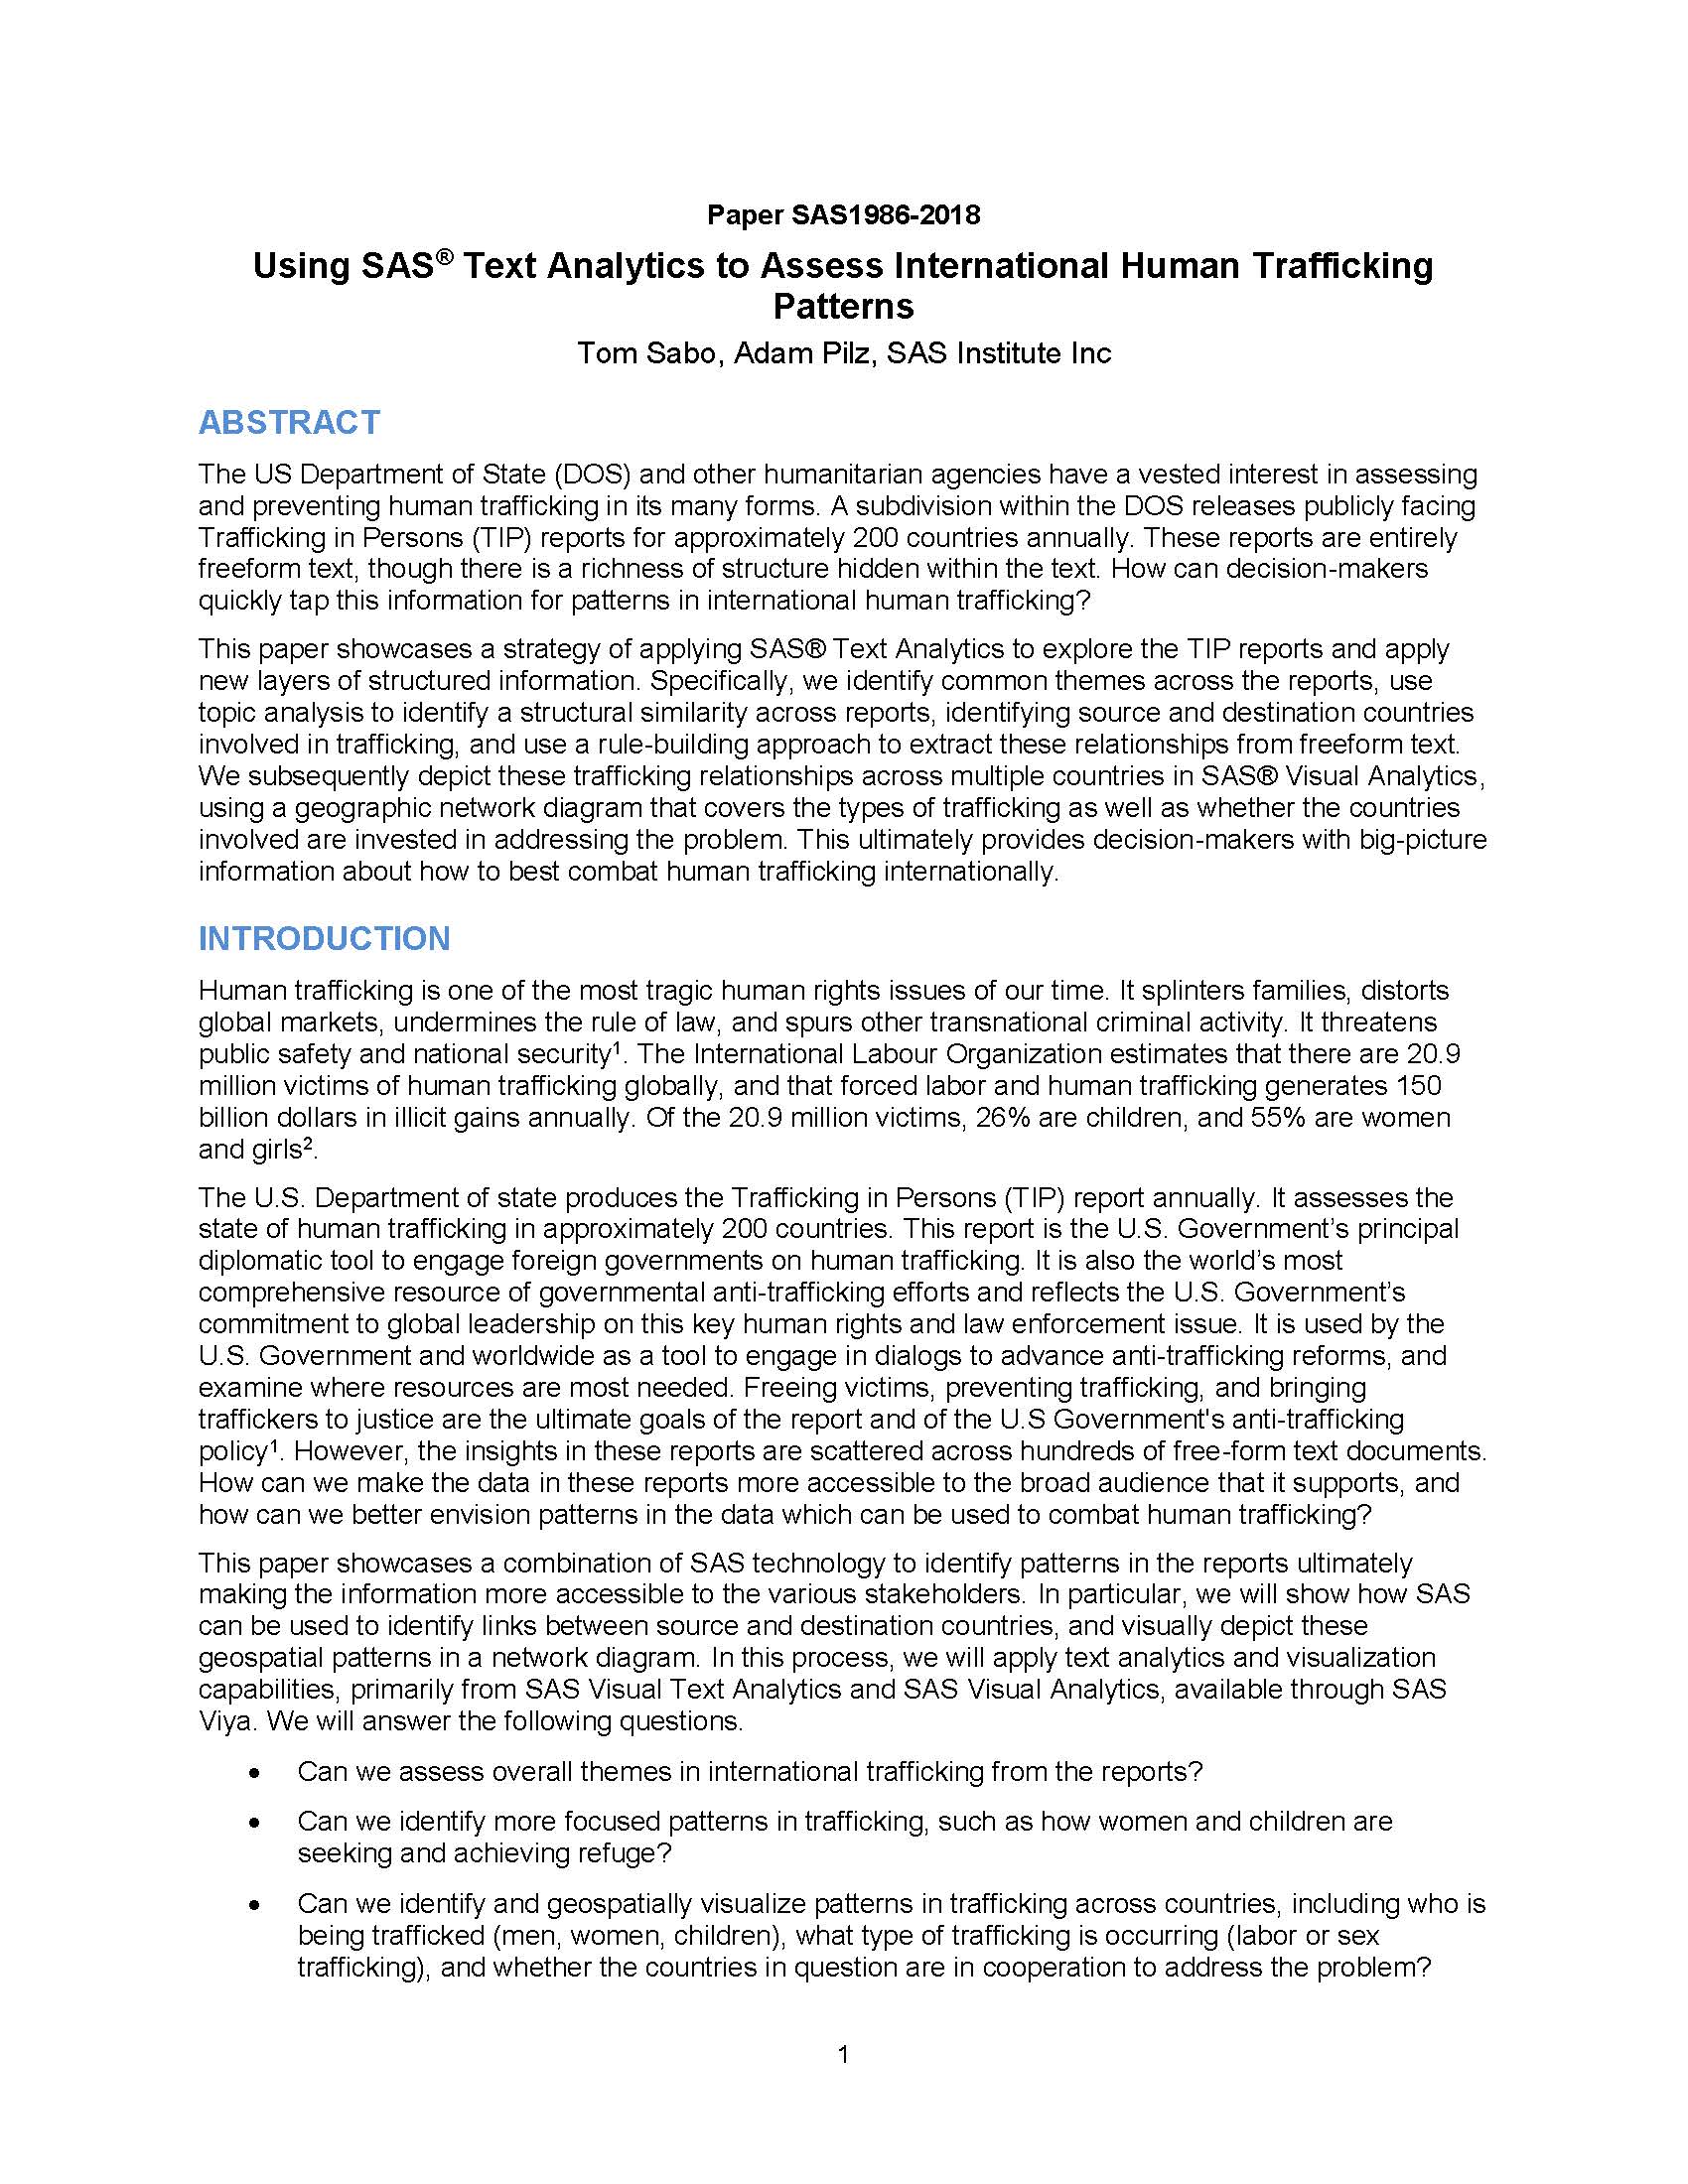 Paper SAS1986-2018
Using SAS® Text Analytics to Assess International Human Trafficking
Patterns
Tom Sabo, Adam Pilz, SAS Institute Inc
ABSTRACT
The US Department of State (DOS) and other humanitarian agencies have a vested interest in assessing
and preventing human trafficking in its many forms. A subdivision within the DOS releases publicly facing
Trafficking in Persons (TIP) reports for approximately 200 countries annually. These reports are entirely
freeform text, though there is a richness of structure hidden within the text. How can decision-makers
quickly tap this information for patterns in international human trafficking?
This paper showcases a strategy of applying SAS® Text Analytics to explore the TIP reports and apply
new layers of structured information. Specifically, we identify common themes across the reports, use
topic analysis to identify a structural similarity across reports, identifying source and destination countries
involved in trafficking, and use a rule-building approach to extract these relationships from freeform text.
We subsequently depict these trafficking relationships across multiple countries in SAS® Visual Analytics,
using a geographic network diagram that covers the types of trafficking as well as whether the countries
involved are invested in addressing the problem. This ultimately provides decision-makers with big-picture
information about how to best combat human trafficking internationally.
INTRODUCTION
Human trafficking is one of the most tragic human rights issues of our time. It splinters families, distorts
global markets, undermines the rule of law, and spurs other transnational criminal activity. It threatens
public safety and national security¹. The International Labour Organization estimates that there are 20.9
million victims of human trafficking globally, and that forced labor and human trafficking generates 150
billion dollars in illicit gains annually. Of the 20.9 million victims, 26% are children, and 55% are women
and girls².
The U.S. Department of state produces the Trafficking in Persons (TIP) report annually. It assesses the
state of human trafficking in approximately 200 countries. This report is the U.S. Government’s principal
diplomatic tool to engage foreign governments on human trafficking. It is also the world’s most
comprehensive resource of governmental anti-trafficking efforts and reflects the U.S. Government’s
commitment to global leadership on this key human rights and law enforcement issue. It is used by the
U.S. Government and worldwide as a tool to engage in dialogs to advance anti-trafficking reforms, and
examine where resources are most needed. Freeing victims, preventing trafficking, and bringing
traffickers to justice are the ultimate goals of the report and of the U.S Government's anti-trafficking
policy¹. However, the insights in these reports are scattered across hundreds of free-form text documents.
How can we make the data in these reports more accessible to the broad audience that it supports, and
how can we better envision patterns in the data which can be used to combat human trafficking?
This paper showcases a combination of SAS technology to identify patterns in the reports ultimately
making the information more accessible to the various stakeholders. In particular, we will show how SAS
can be used to identify links between source and destination countries, and visually depict these
geospatial patterns in a network diagram. In this process, we will apply text analytics and visualization
capabilities, primarily from SAS Visual Text Analytics and SAS Visual Analytics, available through SAS
Viya. We will answer the following questions.
• Can we assess overall themes in international trafficking from the reports?
• Can we identify more focused patterns in trafficking, such as how women and children are
seeking and achieving refuge?
• Can we identify and geospatially visualize patterns in trafficking across countries, including who is
being trafficked (men, women, children), what type of trafficking is occurring (labor or sex
trafficking), and whether the countries in question are in cooperation to address the problem?
1